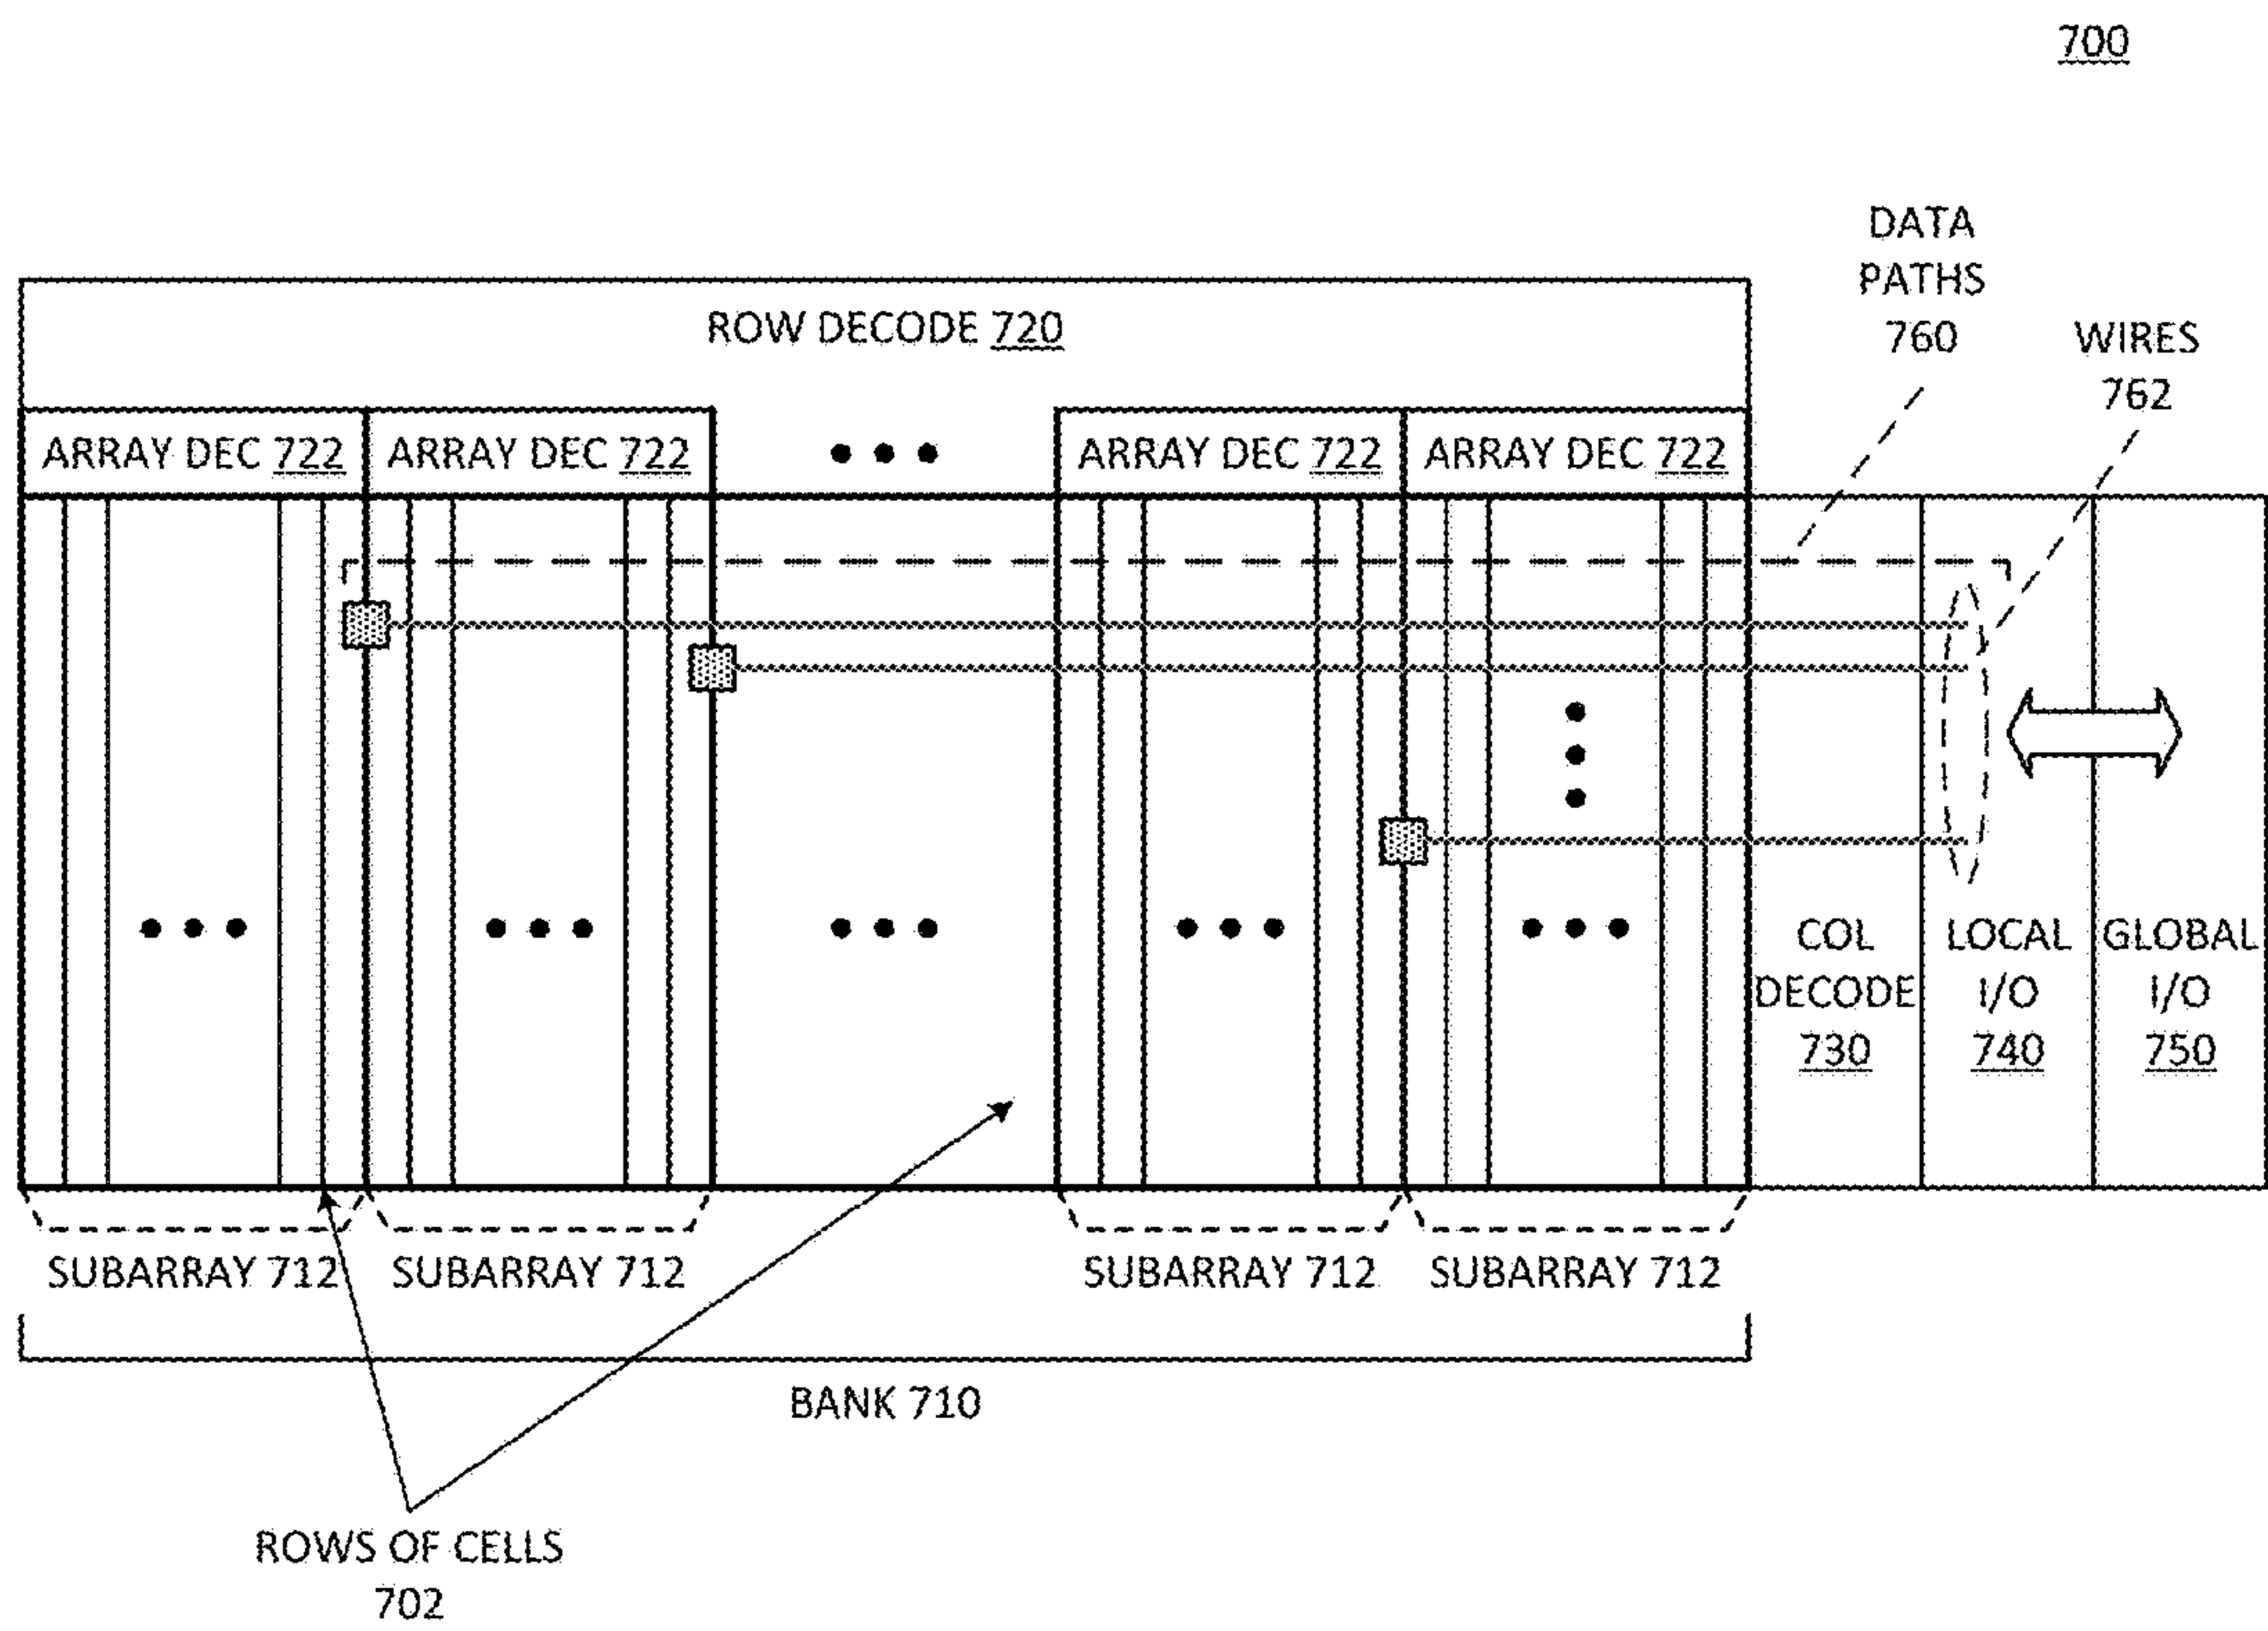 700
DATA
PATHS
760
WIRES
762
ROW DECODE 720
ARRAY DEC 722 ARRAY DEC 722 ARRAY DEC 722 ARRAY DEC 722
COL
DECODE
730
LOCAL
I/O
740
GLOBAL
I/O
750
SUBARRAY 712 SUBARRAY 712 SUBARRAY 712 SUBARRAY 712
BANK 710
ROWS OF CELLS
702